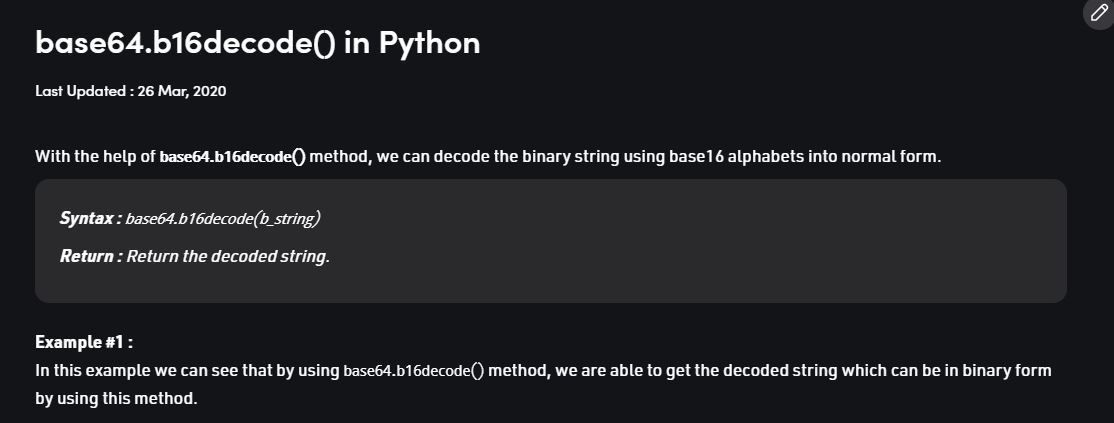 base64.b16decode() in Python
Last Updated : 26 Mar, 2020
With the help of base64.b16decode() method, we can decode the binary string using base16 alphabets into normal form.
Syntax : base64.b16decode(b_string)
Return : Return the decoded string.
Example #1 :
In this example we can see that by using base64.b16decode() method, we are able to get the decoded string which can be in binary form
by using this method.